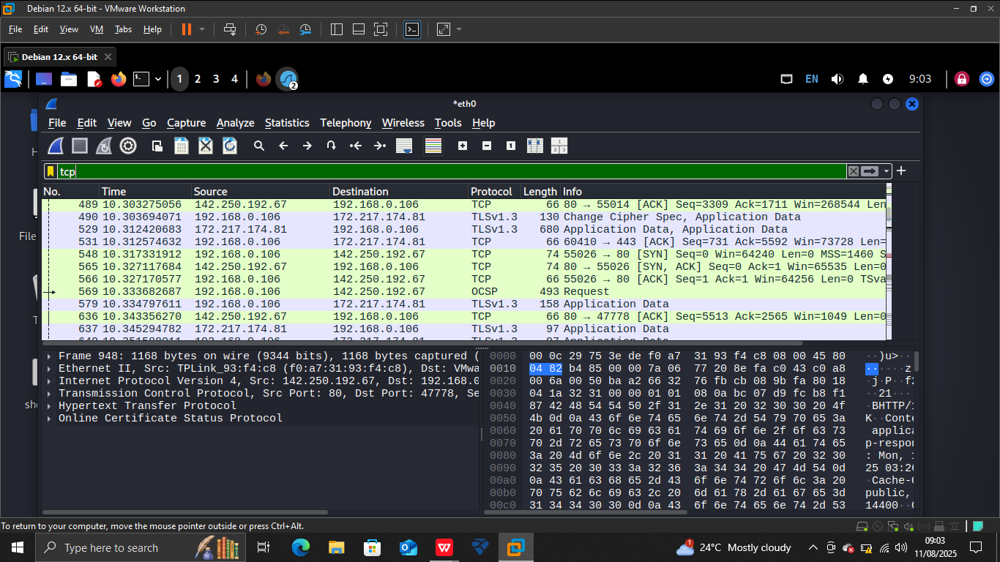 Debian 12.x 64-bit - VMware Workstation
File Edit View VM Tabs Help
Debian 12.x 64-bit
1 2 3 4 2 EN 9:03
*eth0
File Edit View Go Capture Analyze Statistics Telephony Wireless Tools Help
tcp
No. Time Source Destination Protocol Length Info
489 10.303275056 142.250.192.67 192.168.0.106 TCP 66 80 → 55014 [ACK] Seq=3309 Ack=1711 Win=268544 Len
490 10.303694071 192.168.0.106 172.217.174.81 TLSv1.3 130 Change Cipher Spec, Application Data
529 10.312420683 172.217.174.81 192.168.0.106 TLSv1.3 680 Application Data, Application Data
531 10.312574632 192.168.0.106 172.217.174.81 TCP 66 60410 → 443 [ACK] Seq=731 Ack=5592 Win=73728 Len=
548 10.317331912 192.168.0.106 142.250.192.67 TCP 74 55026 → 80 [SYN] Seq=0 Win=64240 Len=0 MSS=1460 S
565 10.327117684 142.250.192.67 192.168.0.106 TCP 74 80 → 55026 [SYN, ACK] Seq=0 Ack=1 Win=65535 Len=0
566 10.327170577 192.168.0.106 142.250.192.67 TCP 66 55026 → 80 [ACK] Seq=1 Ack=1 Win=64256 Len=0 TSva
569 10.333682687 192.168.0.106 142.250.192.67 OCSP 493 Request
579 10.334797611 192.168.0.106 172.217.174.81 TLSv1.3 158 Application Data
636 10.343356270 142.250.192.67 192.168.0.106 TCP 66 80 → 47778 [ACK] Seq=5513 Ack=2565 Win=1049 Len=0
637 10.345294782 172.217.174.81 192.168.0.106 TLSv1.3 97 Application Data
Frame 948: 1168 bytes on wire (9344 bits), 1168 bytes captured (
Ethernet II, Src: TPLink_93:f4:c8 (f0:a7:31:93:f4:c8), Dst: VMwa
Internet Protocol Version 4, Src: 142.250.192.67, Dst: 192.168.0
Transmission Control Protocol, Src Port: 80, Dst Port: 47778, Se
Hypertext Transfer Protocol
Online Certificate Status Protocol
0000 00 0c 29 75 3e de f0 a7 31 93 f4 c8 08 00 45 80 ··)u>·
0010 04 82 b4 85 00 00 7a 06 77 20 8e fa c0 43 c0 a8 ······z
0020 00 6a 00 50 ba a2 66 32 76 fb cb 08 9b fa 80 18 ·j·P··f2
0030 04 1a 32 31 00 00 01 01 08 0a bc 07 d9 fc b8 f1 ··21···
0040 87 42 48 54 54 50 2f 31 2e 31 20 32 30 30 20 4f ·BHTTP/1
0050 4b 0d 0a 43 6f 6e 74 65 6e 74 2d 54 79 70 65 3a K··Conte
0060 20 61 70 70 6c 69 63 61 74 69 6f 6e 2f 6f 63 73 applica
0070 70 2d 72 65 73 70 6f 6e 73 65 0d 0a 44 61 74 65 p-respon
0080 3a 20 4d 6f 6e 2c 20 31 31 20 41 75 67 20 32 30 : Mon, 1
0090 32 35 20 30 33 3a 32 36 3a 34 34 20 47 4d 54 0d 25 03:26
00a0 0a 43 61 63 68 65 2d 43 6f 6e 74 72 6f 6c 3a 20 ·Cache-C
00b0 70 75 62 6c 69 63 2c 20 6d 61 78 2d 61 67 65 3d public,
00c0 31 34 34 30 30 0d 0a 43 6f 6e 74 65 6e 74 2d 53 14400··C
H
File
T
sh
To return to your computer, move the mouse pointer outside or press Ctrl+Alt.
Type here to search
1 24°C Mostly cloudy
09:03
11/08/2025